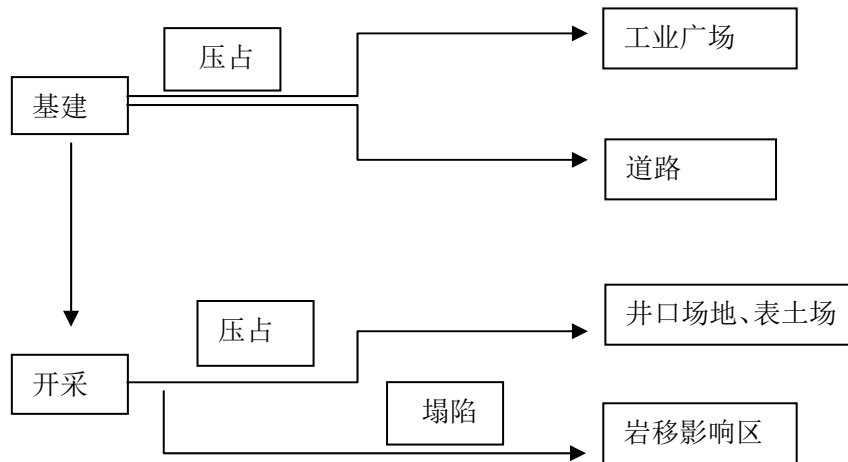 压占
工业广场
基建
道路
压占
井口场地、表土场
开采
塌陷
岩移影响区